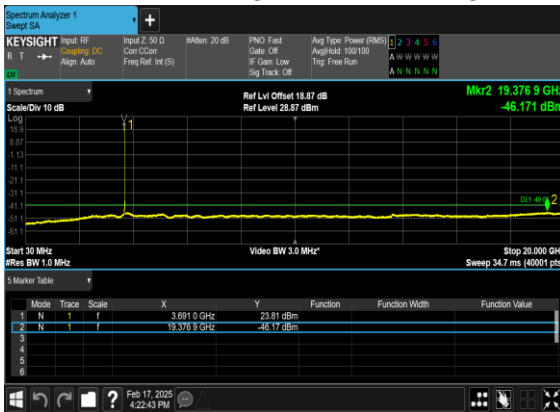 Spectrum Analyzer 1
Swept SA
+
KEYSIGHT Input: RF Input Z: 50 Ω #Atten: 20 dB PNO: Fast Avg Type: Power (RMS) 1 2 3 4 5 6
R T Coupling: DC Corr CCorr Gate: Off Avg|Hold: 100/100 A W W W W W
Align: Auto Freq Ref: Int (S) IF Gain: Low Trig: Free Run
Sig Track: Off A N N N N N
1 Spectrum Ref Lvl Offset 18.87 dB Mkr2 19.376 9 GHz
Scale/Div 10 dB Ref Level 28.87 dBm -46.171 dBm
Log
18.9
8.87
-1.13
-11.1
-21.1
-31.1
-41.1
-51.1
-61.1
1
2
Start 30 MHz Video BW 3.0 MHz* Stop 20.000 GH
#Res BW 1.0 MHz Sweep 34.7 ms (40001 pts
5 Marker Table
Mode Trace Scale X Y Function Function Width Function Value
1 N 1 f 3.691 0 GHz 23.81 dBm
2 N 1 f 19.376 9 GHz -46.17 dBm
3
4
5
6
? Feb 17, 2025
4:22:43 PM